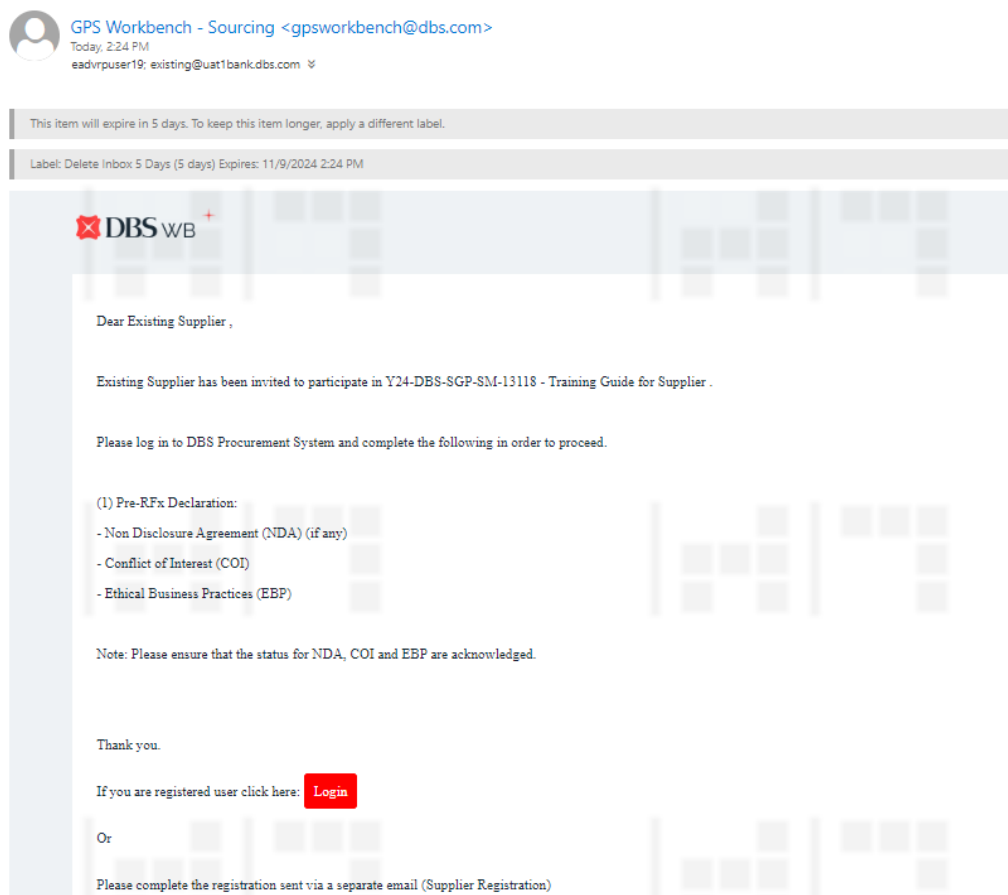 GPS Workbench - Sourcing <gpsworkbench@dbs.com>
Today, 2:24 PM
eadvrpuser19; existing@uat1bank.dbs.com
This item will expire in 5 days. To keep this item longer, apply a different label.
Label: Delete Inbox 5 Days (5 days) Expires: 11/9/2024 2:24 PM
DBS WB
Dear Existing Supplier ,
Existing Supplier has been invited to participate in Y24-DBS-SGP-SM-13118 - Training Guide for Supplier .
Please log in to DBS Procurement System and complete the following in order to proceed.
(1) Pre-RFx Declaration:
- Non Disclosure Agreement (NDA) (if any)
- Conflict of Interest (COI)
- Ethical Business Practices (EBP)
Note: Please ensure that the status for NDA, COI and EBP are acknowledged.
Thank you.
If you are registered user click here: Login
Or
Please complete the registration sent via a separate email (Supplier Registration)